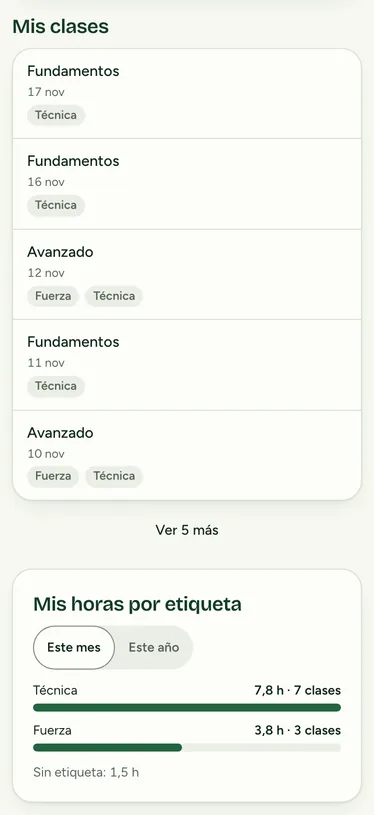 Mis clases
Fundamentos
17 nov
Técnica
Fundamentos
16 nov
Técnica
Avanzado
12 nov
Fuerza Técnica
Fundamentos
11 nov
Técnica
Avanzado
10 nov
Fuerza Técnica
Ver 5 más
Mis horas por etiqueta
Este mes Este año
Técnica 7,8 h · 7 clases
Fuerza 3,8 h · 3 clases
Sin etiqueta: 1,5 h